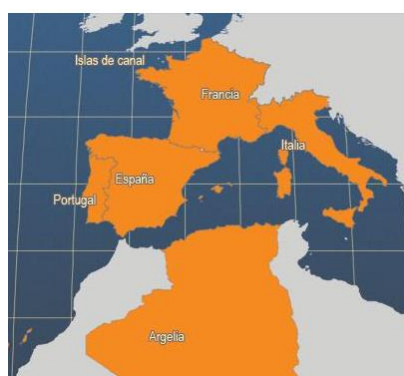 Islas de canal
Francia
Italia
España
Portugal
Argelia